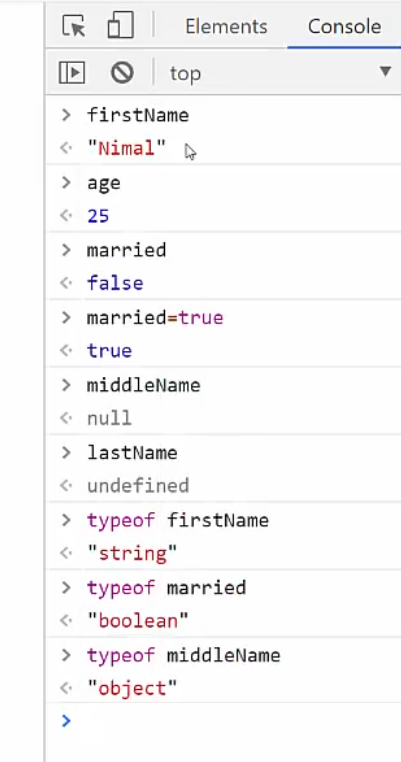 Elements Console
top
firstName
"Nimal"
age
25
married
false
married=true
true
middleName
null
lastName
undefined
typeof firstName
"string"
typeof married
"boolean"
typeof middleName
"object"